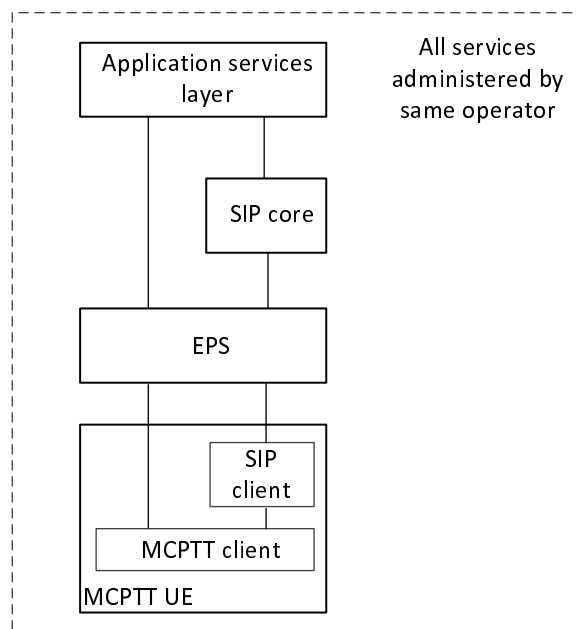 Application services
layer
All services
administered by
same operator
SIP core
EPS
SIP
client
MCPTT client
MCPTT UE